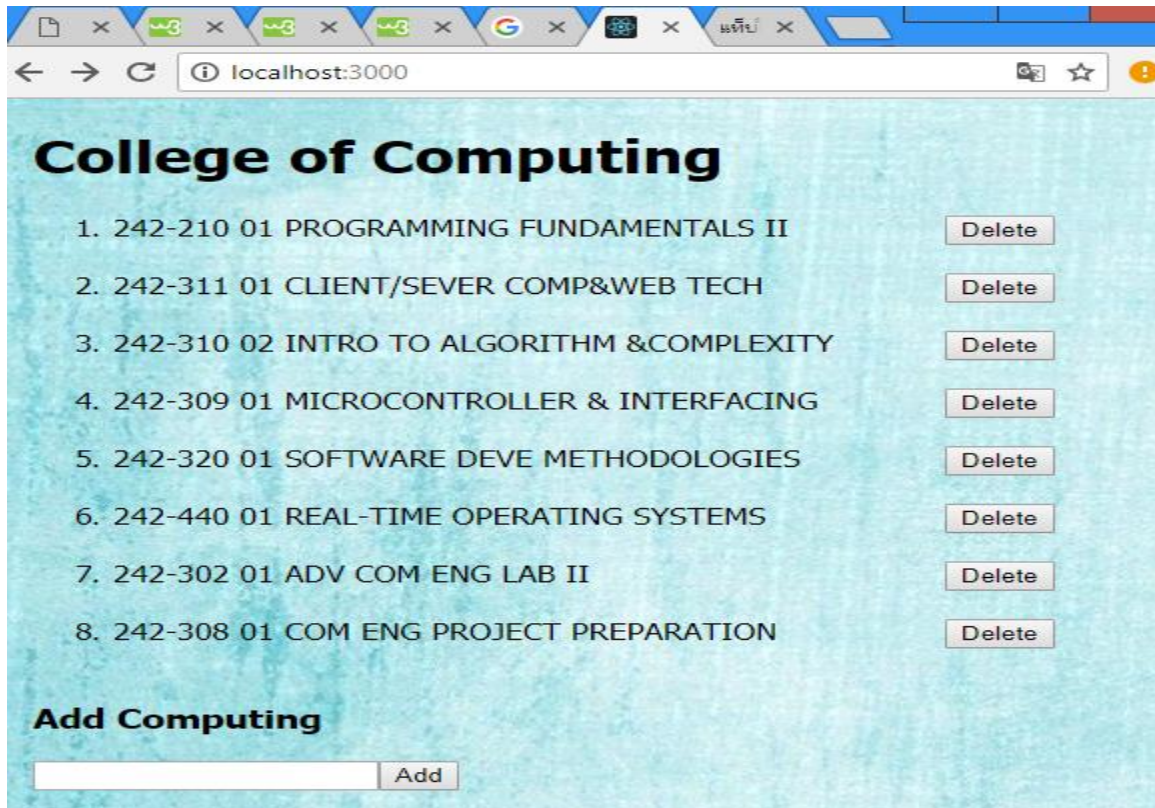 แท็บ
localhost:3000
College of Computing
1. 242-210 01 PROGRAMMING FUNDAMENTALS II Delete
2. 242-311 01 CLIENT/SEVER COMP&WEB TECH Delete
3. 242-310 02 INTRO TO ALGORITHM &COMPLEXITY Delete
4. 242-309 01 MICROCONTROLLER & INTERFACING Delete
5. 242-320 01 SOFTWARE DEVE METHODOLOGIES Delete
6. 242-440 01 REAL-TIME OPERATING SYSTEMS Delete
7. 242-302 01 ADV COM ENG LAB II Delete
8. 242-308 01 COM ENG PROJECT PREPARATION Delete
Add Computing
Add